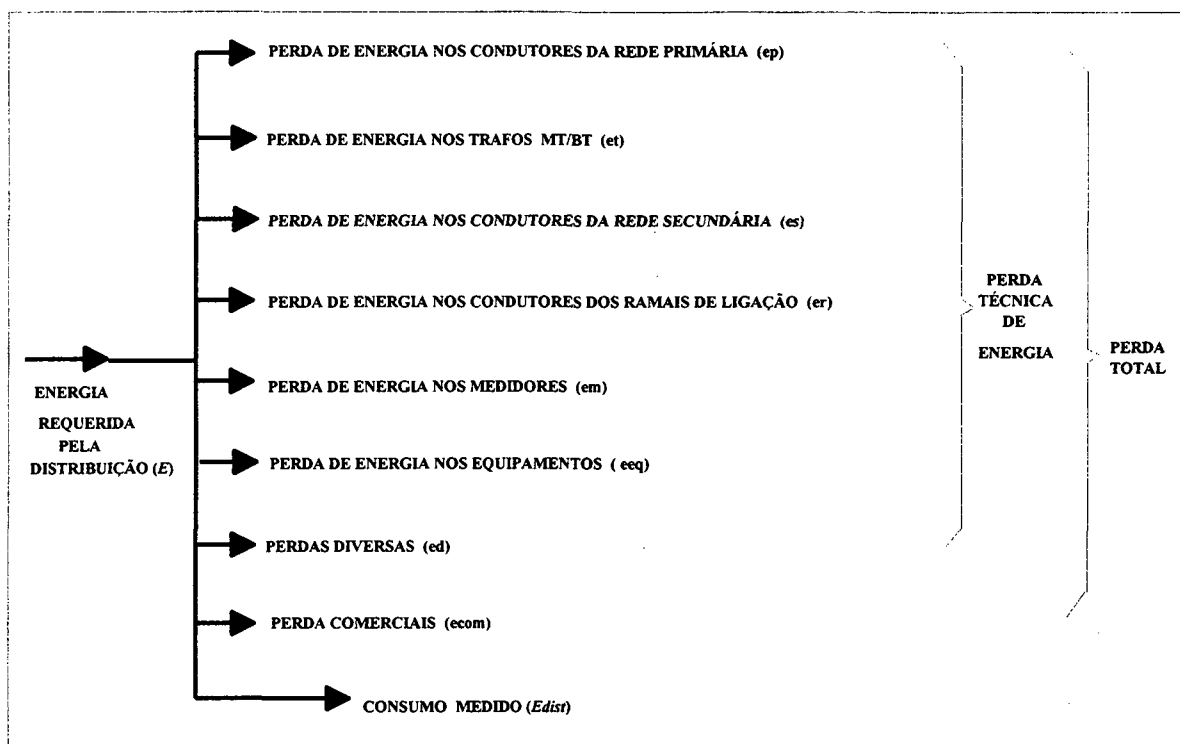 PERDA DE ENERGIA NOS CONDUTORES DA REDE PRIMÁRIA (ep)
PERDA DE ENERGIA NOS TRAFOS MT/BT (et)
PERDA DE ENERGIA NOS CONDUTORES DA REDE SECUNDÁRIA (es)
PERDA DE ENERGIA NOS CONDUTORES DOS RAMAIS DE LIGAÇÃO (er)
PERDA DE ENERGIA NOS MEDIDORES (em)
PERDA DE ENERGIA NOS EQUIPAMENTOS ( eeq)
PERDAS DIVERSAS (ed)
PERDA COMERCIAIS (ecom)
CONSUMO MEDIDO (Edist)
ENERGIA
REQUERIDA
PELA
DISTRIBUIÇÃO (E)
PERDA
TÉCNICA
DE
ENERGIA
PERDA
TOTAL